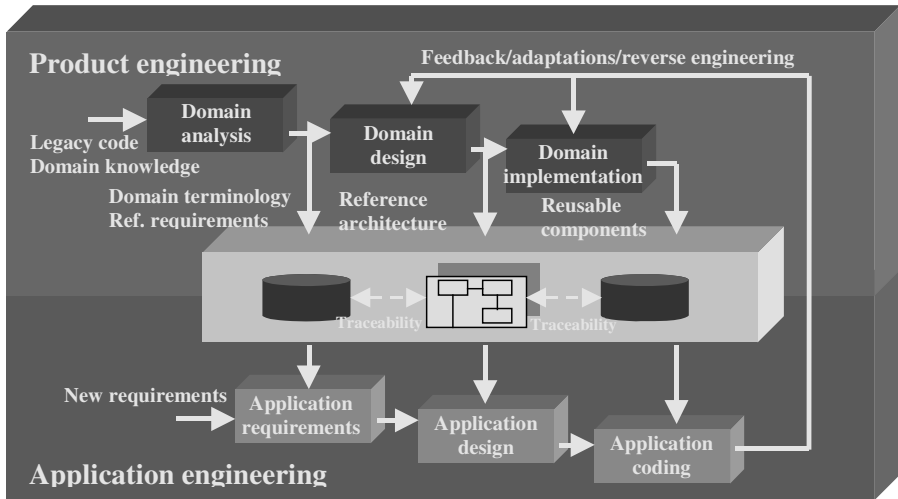 Product engineering
Feedback/adaptations/reverse engineering
Domain
analysis
Domain
design
Domain
implementation
Legacy code
Domain knowledge
Domain terminology
Ref. requirements
Reference
architecture
Reusable
components
Traceability
Traceability
New requirements
Application
requirements
Application
design
Application
coding
Application engineering